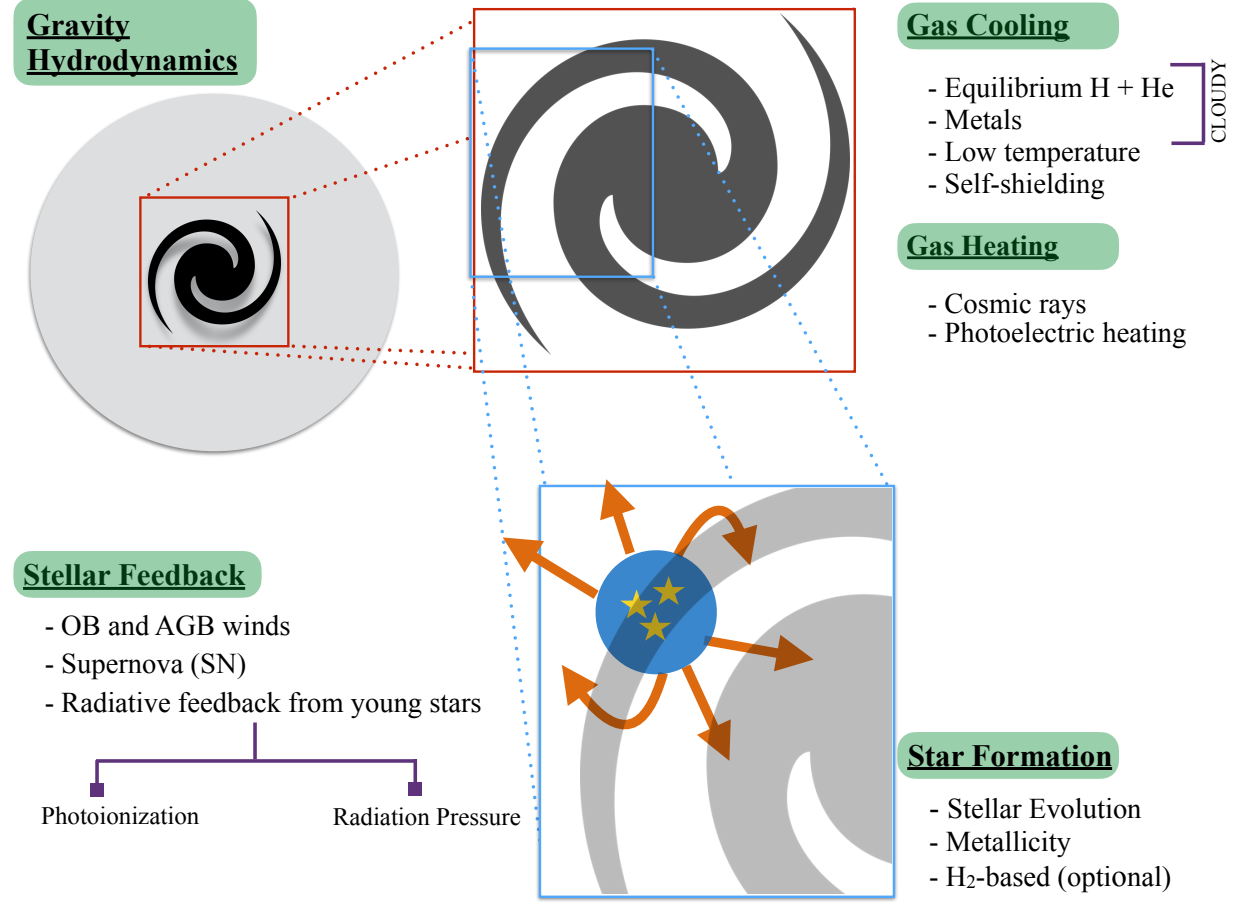 Gravity
Hydrodynamics
Gas Cooling
- Equilibrium H + He
- Metals
- Low temperature
- Self-shielding
CLOUDY
Gas Heating
- Cosmic rays
- Photoelectric heating
Stellar Feedback
- OB and AGB winds
- Supernova (SN)
- Radiative feedback from young stars
Photoionization
Radiation Pressure
Star Formation
- Stellar Evolution
- Metallicity
- H₂-based (optional)